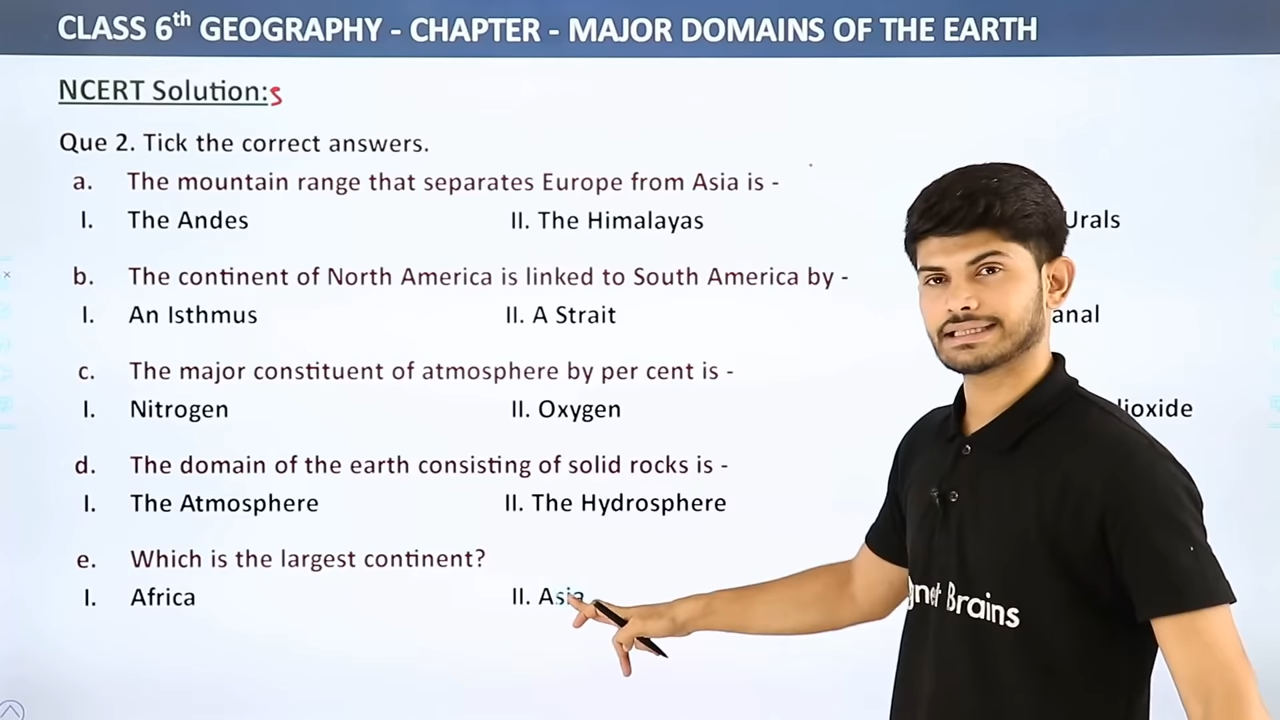 CLASS 6th GEOGRAPHY - CHAPTER - MAJOR DOMAINS OF THE EARTH
NCERT Solution:s
Que 2. Tick the correct answers.
a. The mountain range that separates Europe from Asia is -
I. The Andes II. The Himalayas Urals
b. The continent of North America is linked to South America by -
I. An Isthmus II. A Strait anal
c. The major constituent of atmosphere by per cent is -
I. Nitrogen II. Oxygen dioxide
d. The domain of the earth consisting of solid rocks is -
I. The Atmosphere II. The Hydrosphere
e. Which is the largest continent?
I. Africa II. Asia
gnet Brains